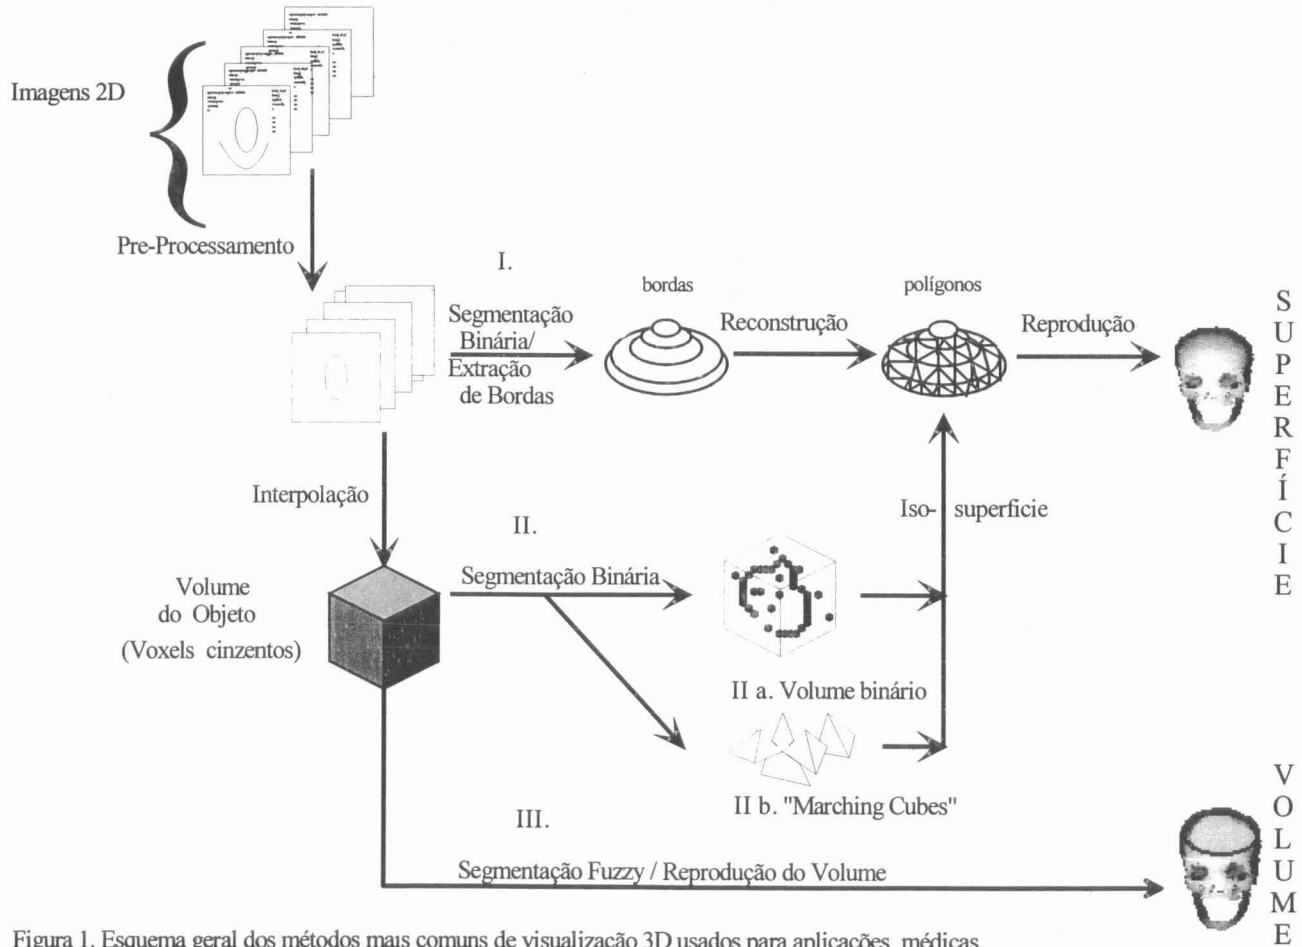 Imagens 2D
Pre-Processamento
I.
Segmentação
Binária/
Extração
de Bordas
bordas
Reconstrução
polígonos
Reprodução
SUPERFÍCIE
Interpolação
Iso- superficie
II.
Segmentação Binária
Volume
do Objeto
(Voxels cinzentos)
II a. Volume binário
II b. "Marching Cubes"
III.
Segmentação Fuzzy / Reprodução do Volume
VOLUME
Figura 1. Esquema geral dos métodos mais comuns de visualização 3D usados para aplicações médicas